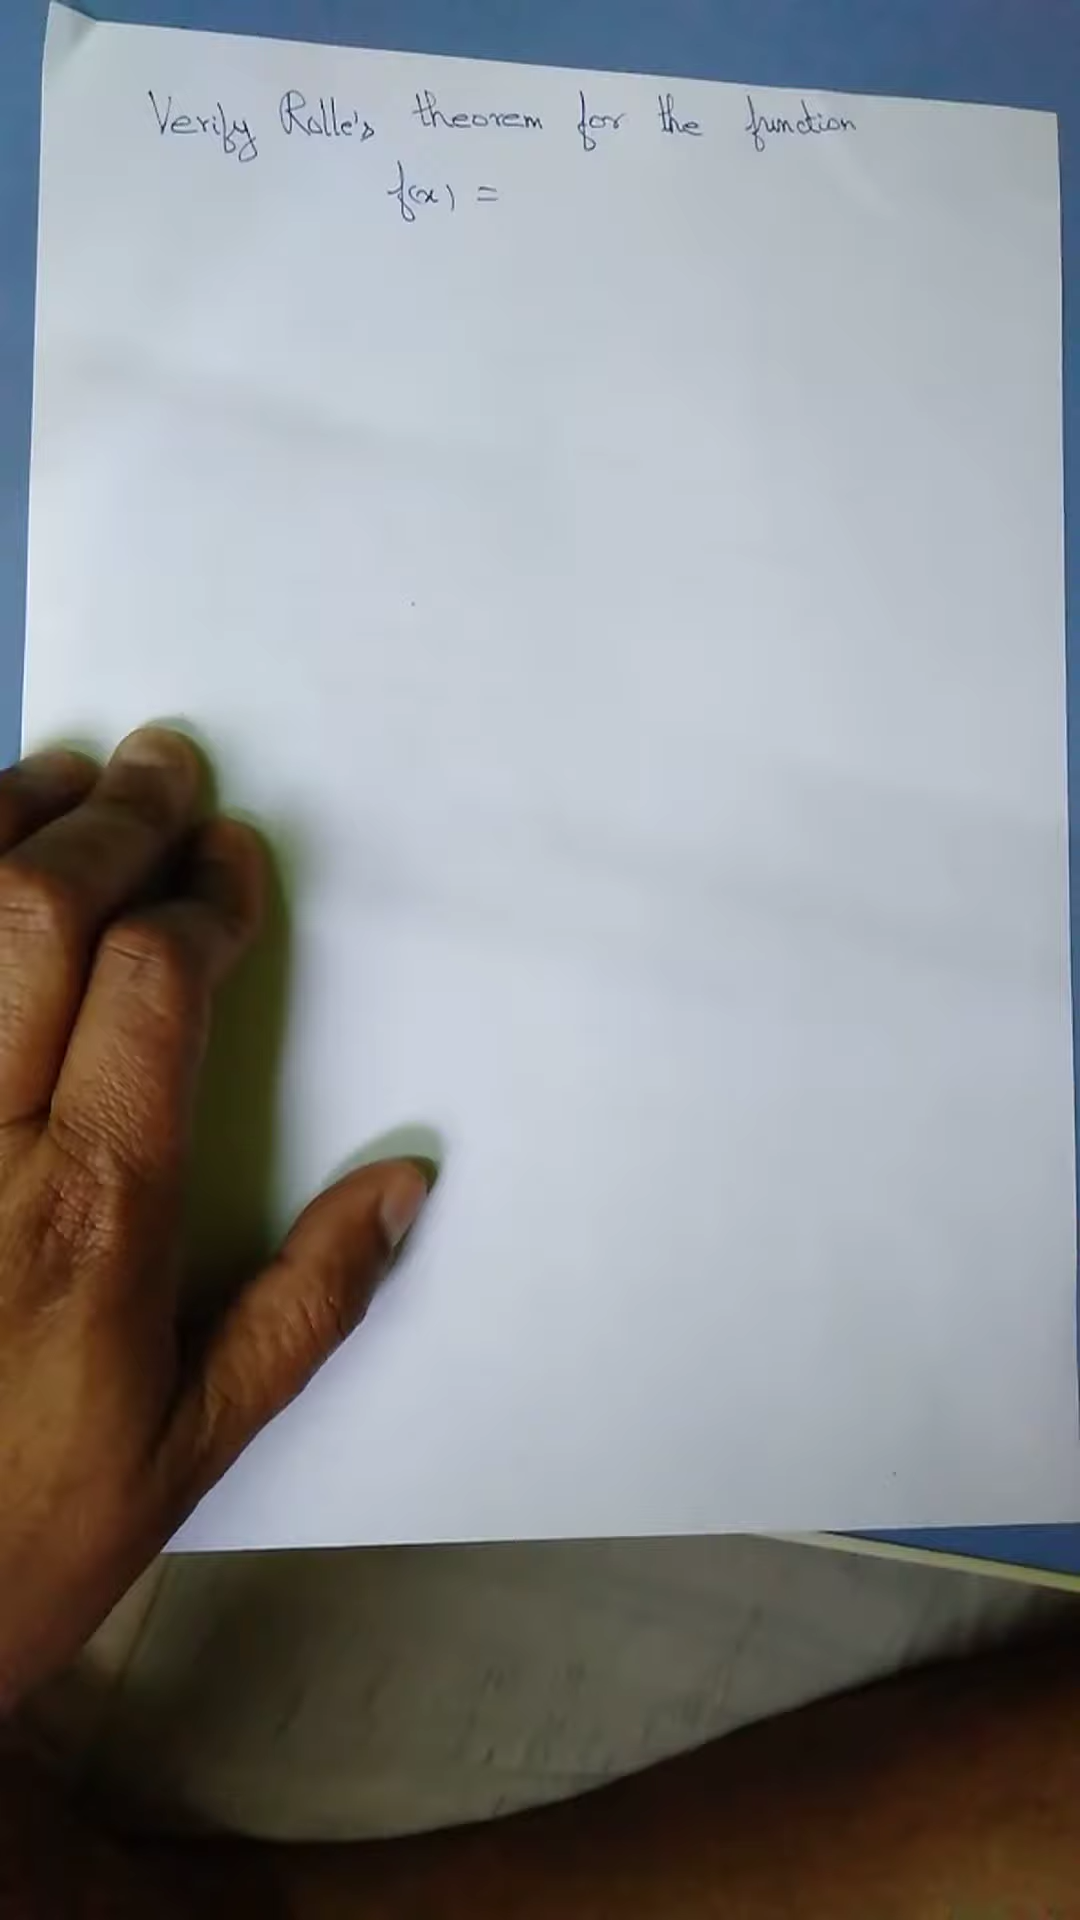 Verify Rolle's theorem for the function
f(x) =